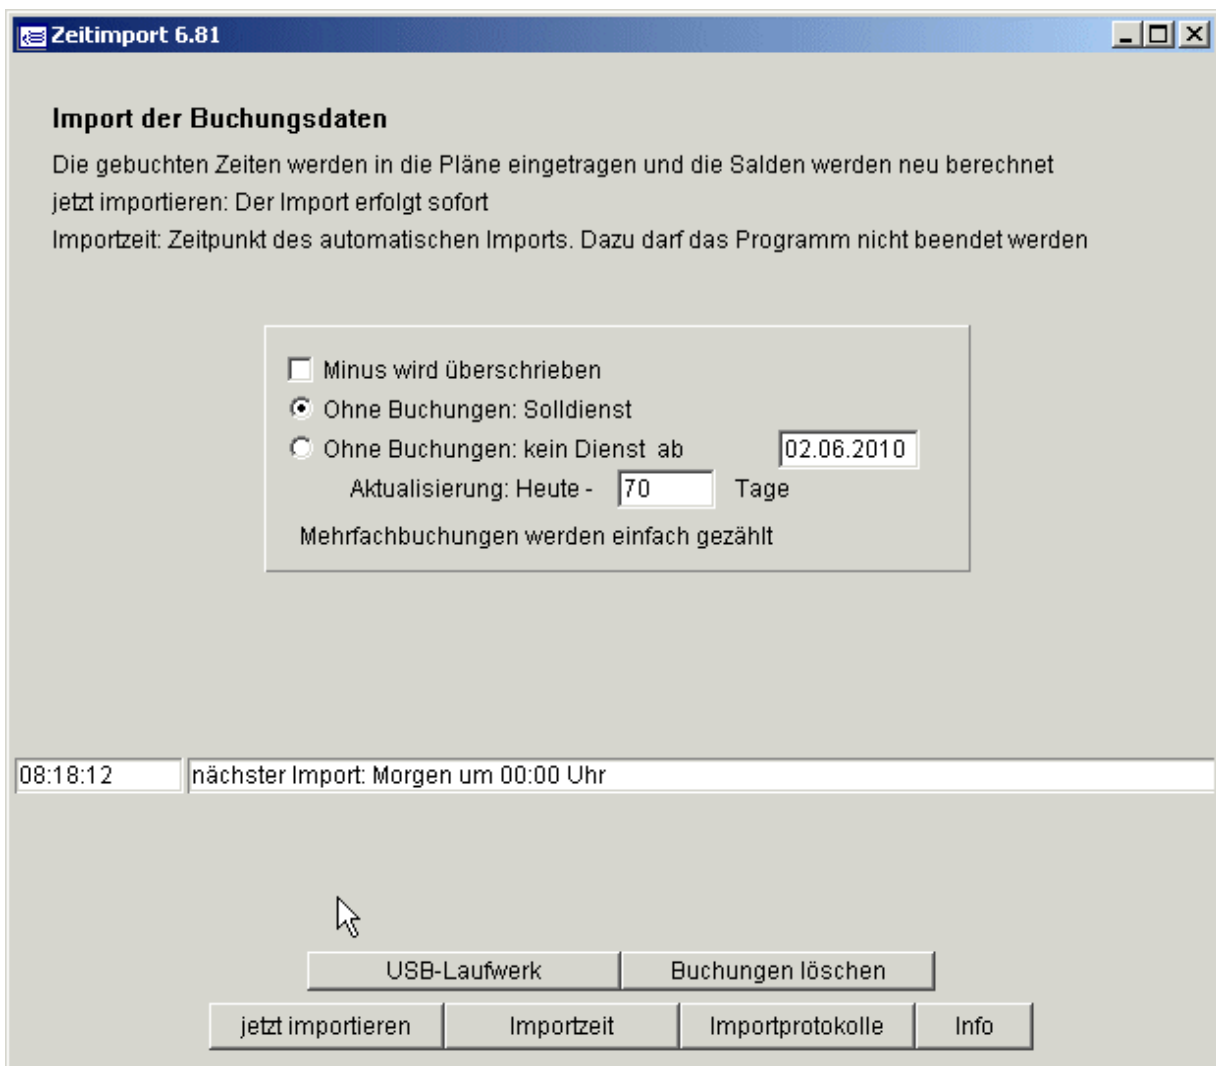 Zeitimport 6.81
Import der Buchungsdaten
Die gebuchten Zeiten werden in die Pläne eingetragen und die Salden werden neu berechnet
jetzt importieren: Der Import erfolgt sofort
Importzeit: Zeitpunkt des automatischen Imports. Dazu darf das Programm nicht beendet werden
Minus wird überschrieben
Ohne Buchungen: Solldienst
Ohne Buchungen: kein Dienst ab 02.06.2010
Aktualisierung: Heute - 70 Tage
Mehrfachbuchungen werden einfach gezählt
08:18:12 nächster Import: Morgen um 00:00 Uhr
USB-Laufwerk Buchungen löschen
jetzt importieren Importzeit Importprotokolle Info